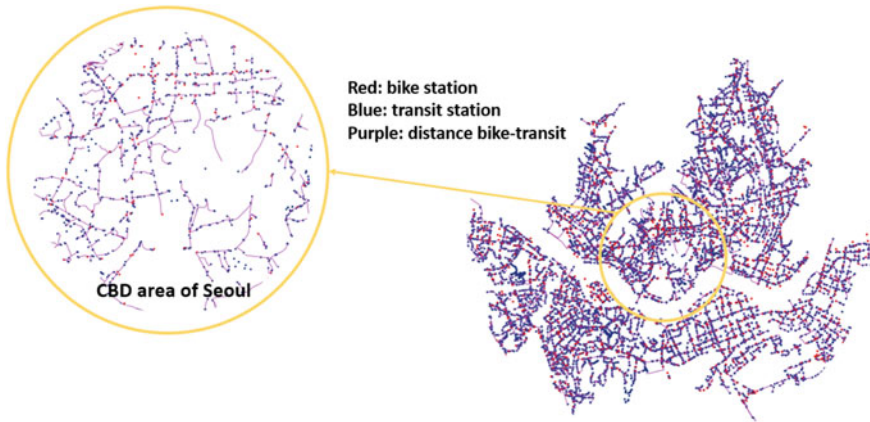 Red: bike station
Blue: transit station
Purple: distance bike-transit
CBD area of Seoul